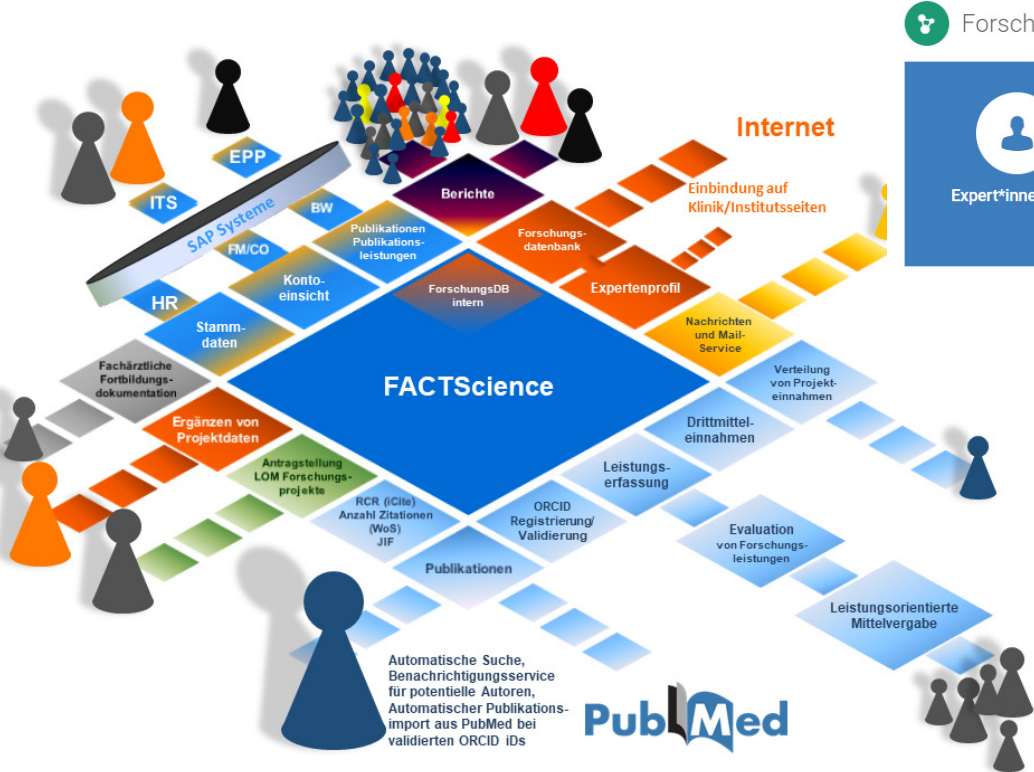 Forsch
Expert*inne
Internet
Einbindung auf
Klinik/Institutsseiten
EPP
ITS
SAP Systeme
BW
FM/CO
HR
Berichte
Publikationen
Publikations-
leistungen
Forschungs-
datenbank
Konto-
einsicht
ForschungsDB
intern
Expertenprofil
Stamm-
daten
Nachrichten
und Mail-
Service
Fachärztliche
Fortbildungs-
dokumentation
FACTScience
Verteilung
von Projekt-
einnahmen
Ergänzen von
Projektdaten
Drittmittel-
einnahmen
Antragstellung
LOM Forschungs-
projekte
Leistungs-
erfassung
RCR (iCite)
Anzahl Zitationen
(WoS)
JIF
ORCID
Registrierung/
Validierung
Evaluation
von Forschungs-
leistungen
Publikationen
Leistungsorientierte
Mittelvergabe
Automatische Suche,
Benachrichtigungsservice
für potentielle Autoren,
Automatischer Publikations-
import aus PubMed bei
validierten ORCID iDs
PubMed